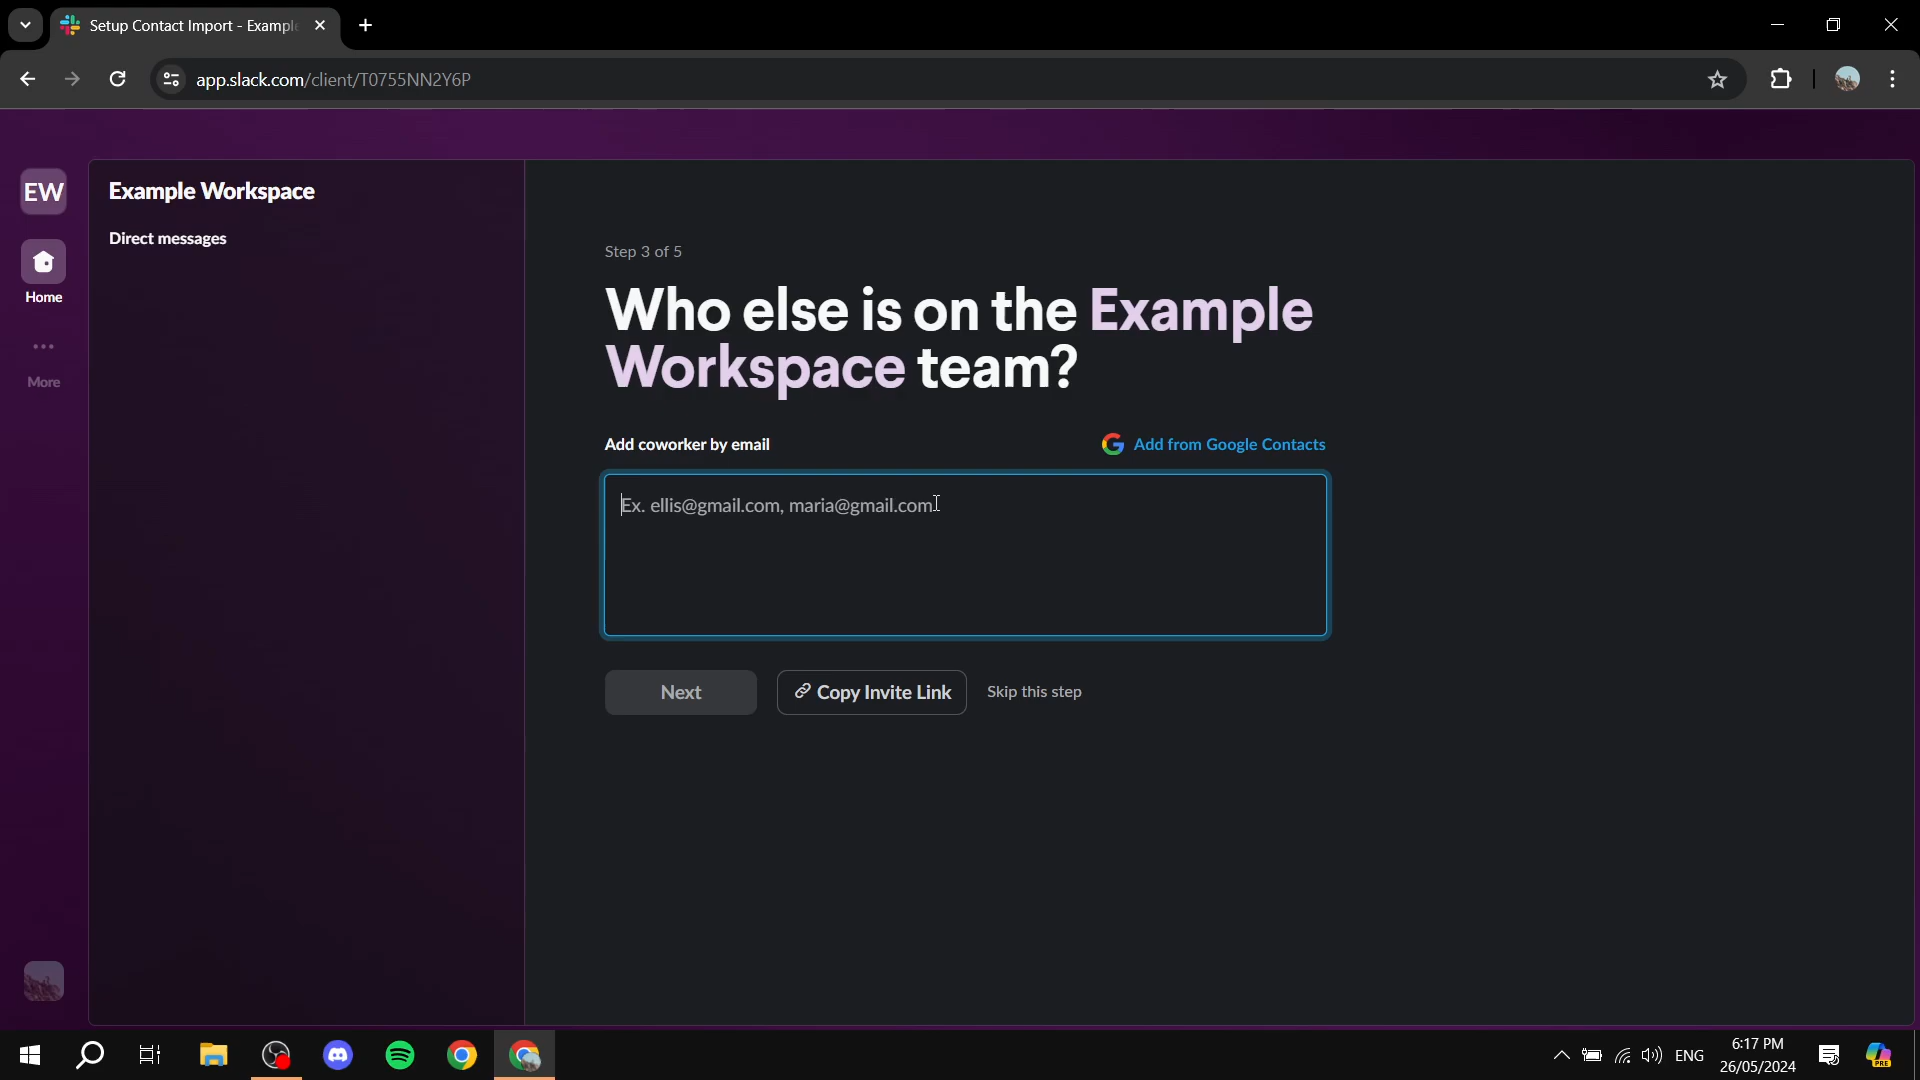 Setup Contact Import - Example
app.slack.com/client/T0755NN2Y6P
EW
Home
More
Example Workspace
Direct messages
Step 3 of 5
Who else is on the Example
Workspace team?
Add coworker by email
Add from Google Contacts
Ex. ellis@gmail.com, maria@gmail.com
Next
Copy Invite Link
Skip this step
ENG
6:17 PM
26/05/2024
PRE